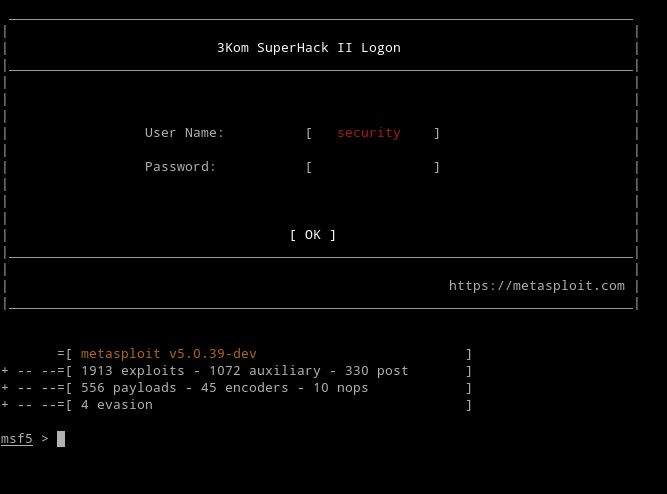 3Kom SuperHack II Logon
User Name: [ security ]
Password: [ ]
[ OK ]
https://metasploit.com
=[ metasploit v5.0.39-dev ]
+ -- --=[ 1913 exploits - 1072 auxiliary - 330 post ]
+ -- --=[ 556 payloads - 45 encoders - 10 nops ]
+ -- --=[ 4 evasion ]
msf5 >